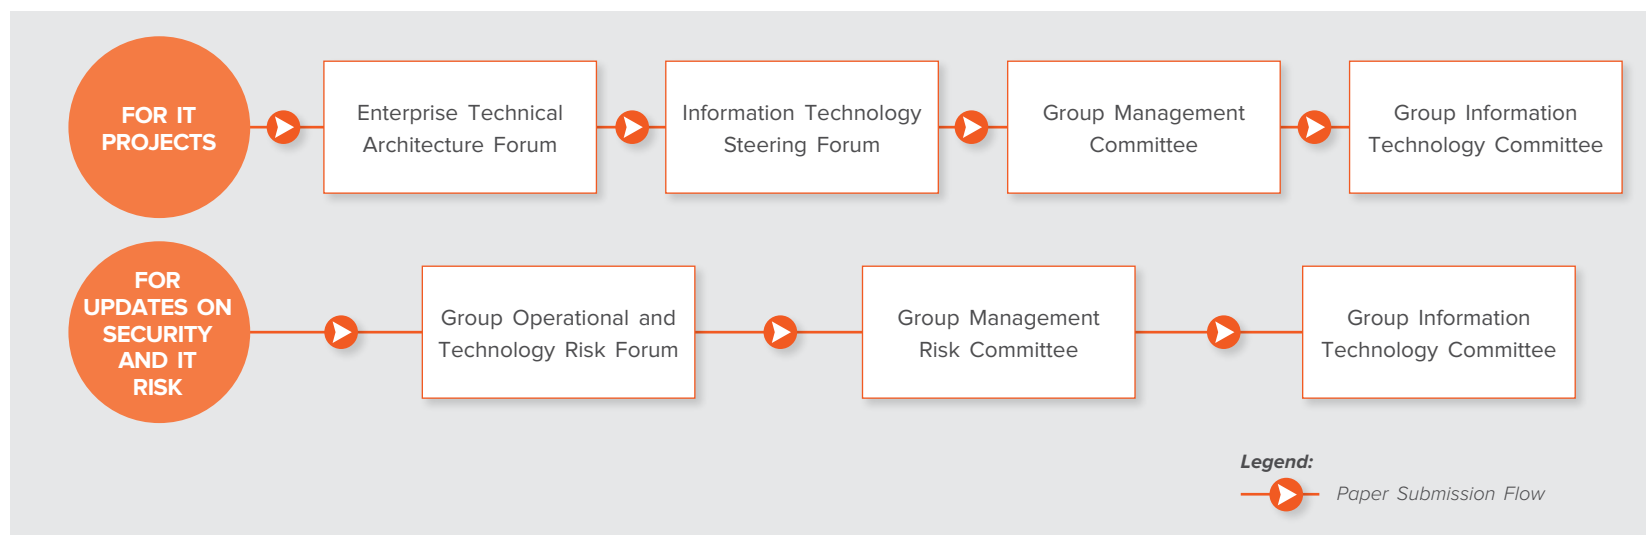 FOR IT
PROJECTS
Enterprise Technical
Architecture Forum
Information Technology
Steering Forum
Group Management
Committee
Group Information
Technology Committee
FOR
UPDATES ON
SECURITY
AND IT
RISK
Group Operational and
Technology Risk Forum
Group Management
Risk Committee
Group Information
Technology Committee
Legend:
Paper Submission Flow